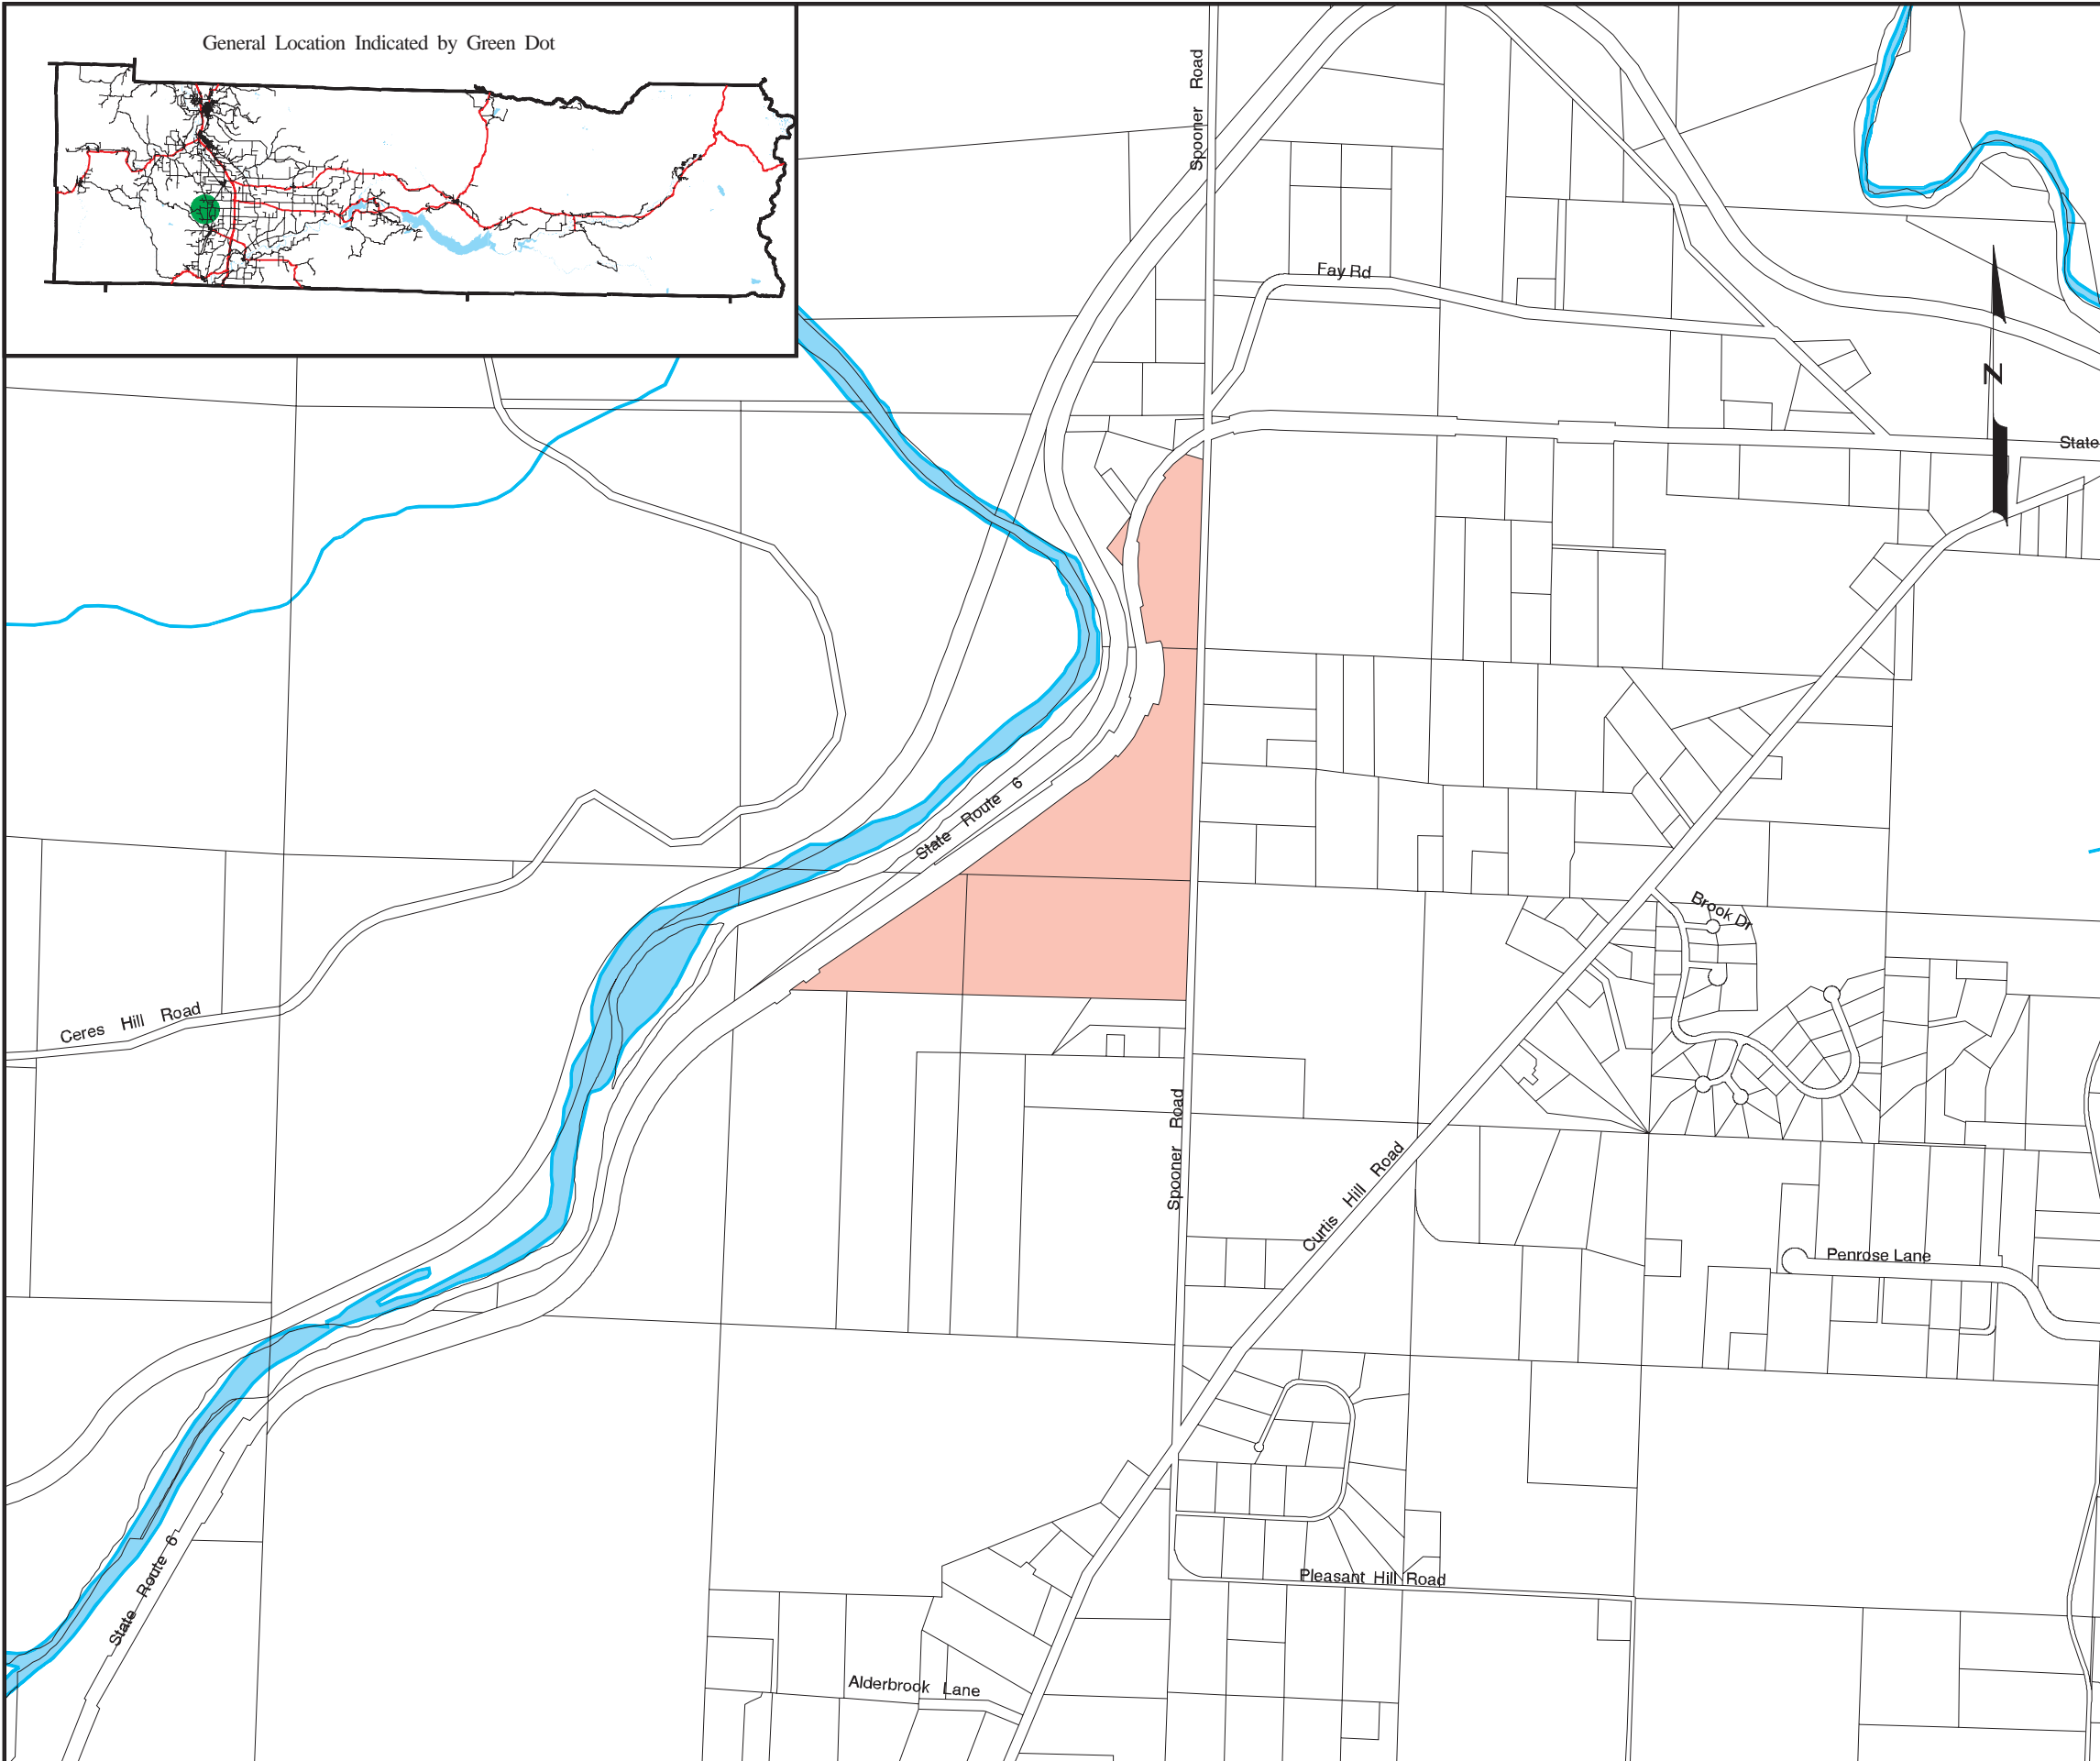 General Location Indicated by Green Dot
Spooner Road
Fay Rd
N
State
State Route 6
Brook Dr
Ceres Hill Road
Spooner Road
Curtis Hill Road
Penrose Lane
State Route 6
Pleasant Hill Road
Alderbrook Lane